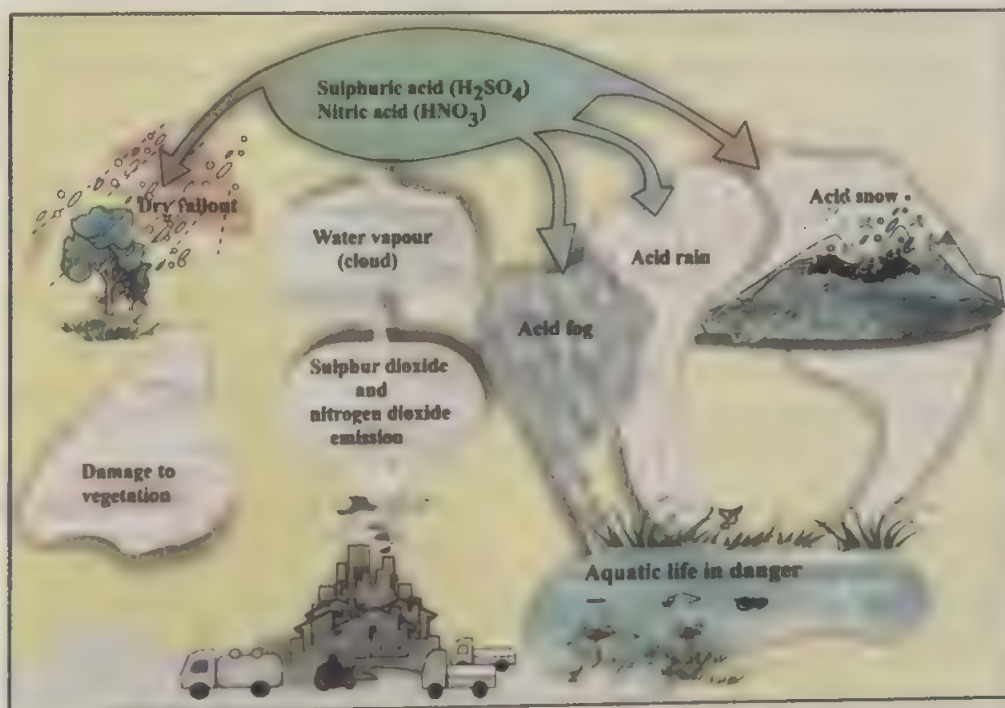 Sulphuric acid (H₂SO₄)
Nitric acid (HNO₃)
Dry fallout
Water vapour
(cloud)
Acid snow
Acid rain
Acid fog
Sulphur dioxide
and
nitrogen dioxide
emission
Damage to
vegetation
Aquatic life in danger